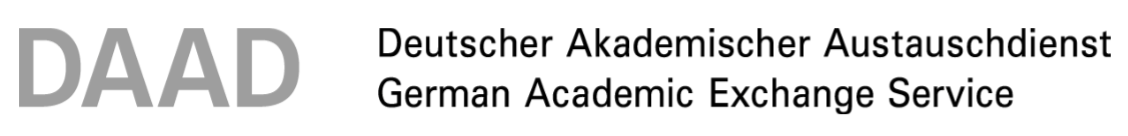 DAAD
Deutscher Akademischer Austauschdienst
German Academic Exchange Service